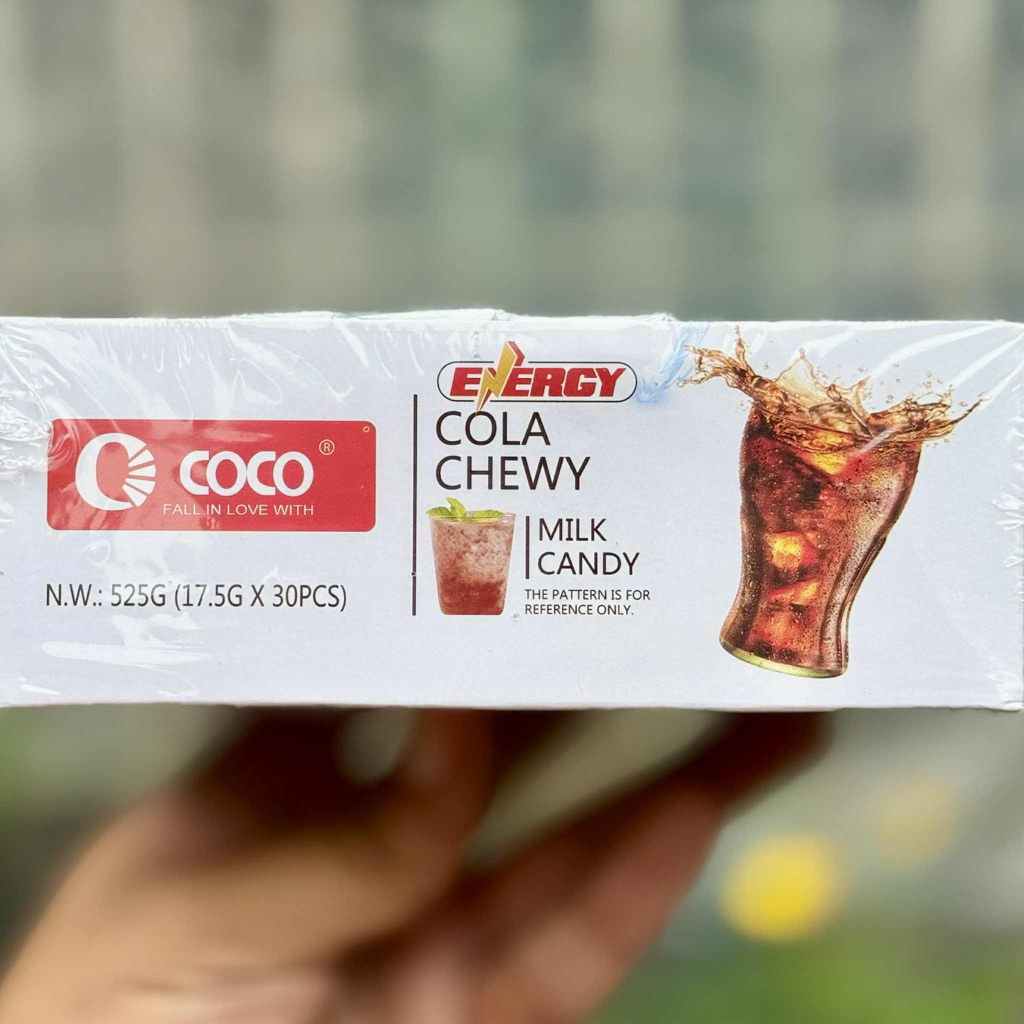 COCO®
FALL IN LOVE WITH
N.W.: 525G (17.5G X 30PCS)
ENERGY
COLA
CHEWY
MILK
CANDY
THE PATTERN IS FOR
REFERENCE ONLY.